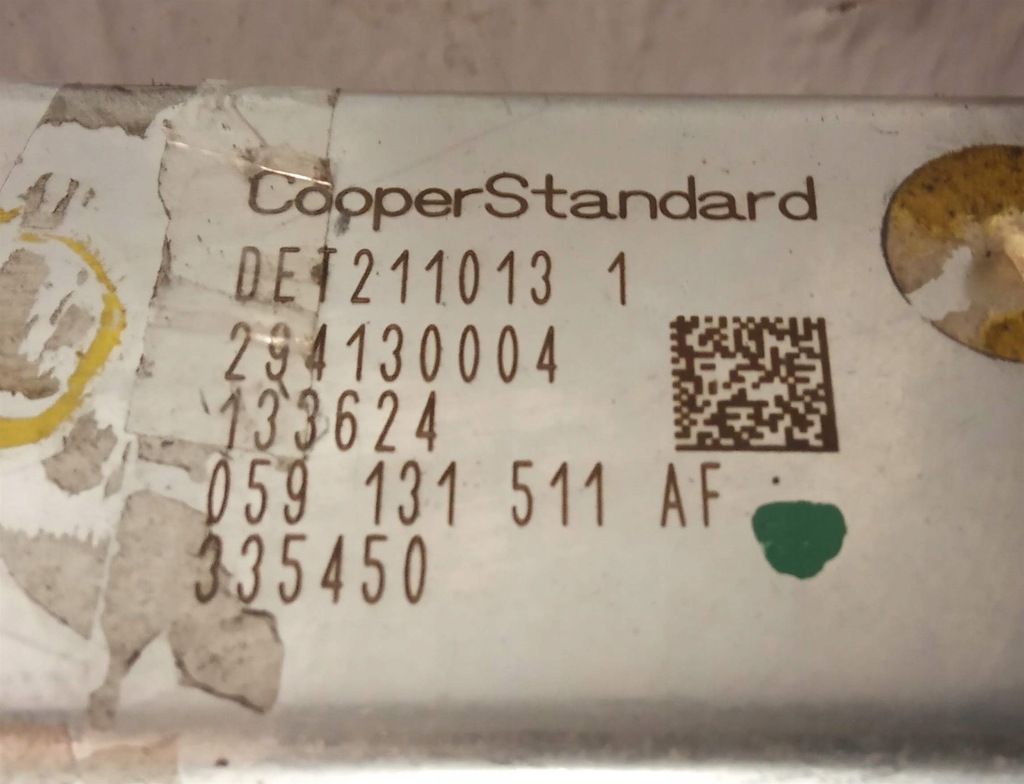 CooperStandard
DET211013 1
294130004
133624
059 131 511 AF
335450